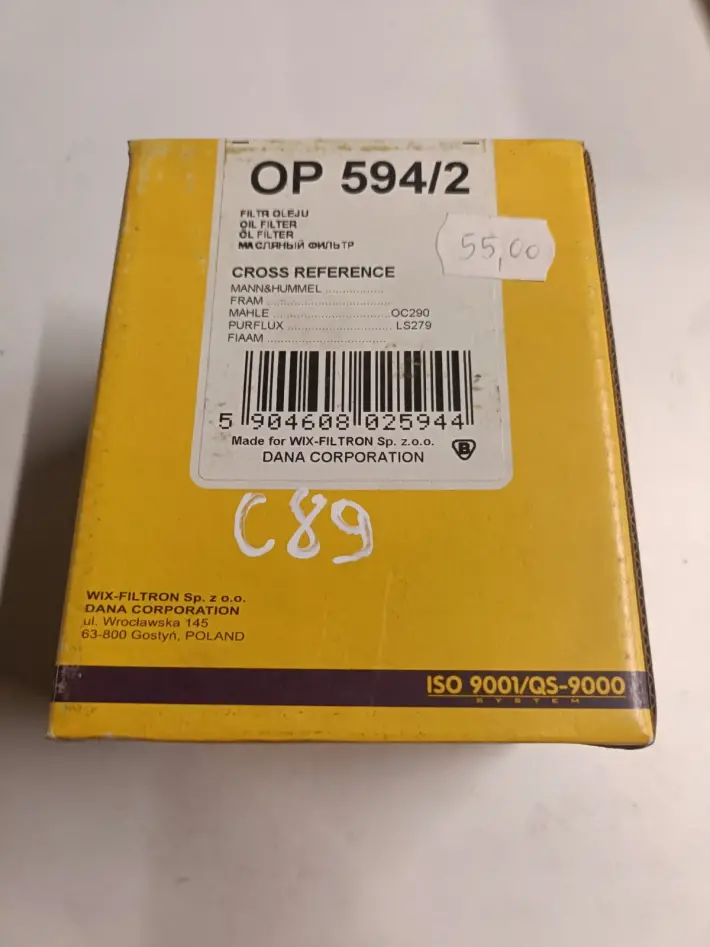 OP 594/2
FILTR OLEJU
OIL FILTER
ÖL FILTER
МАСЛЯНЫЙ ФИЛЬТР
55,00
CROSS REFERENCE
MANN&HUMMEL ................
FRAM ................................
MAHLE ..............................OC290
PURFLUX ........................... LS279
FIAAM ...............................
5 904608 025944
Made for WIX-FILTRON Sp. z.o.o.
DANA CORPORATION
B
C89
WIX-FILTRON Sp. z o.o.
DANA CORPORATION
ul. Wrocławska 145
63-800 Gostyń, POLAND
ISO 9001/QS-9000
SYSTEM